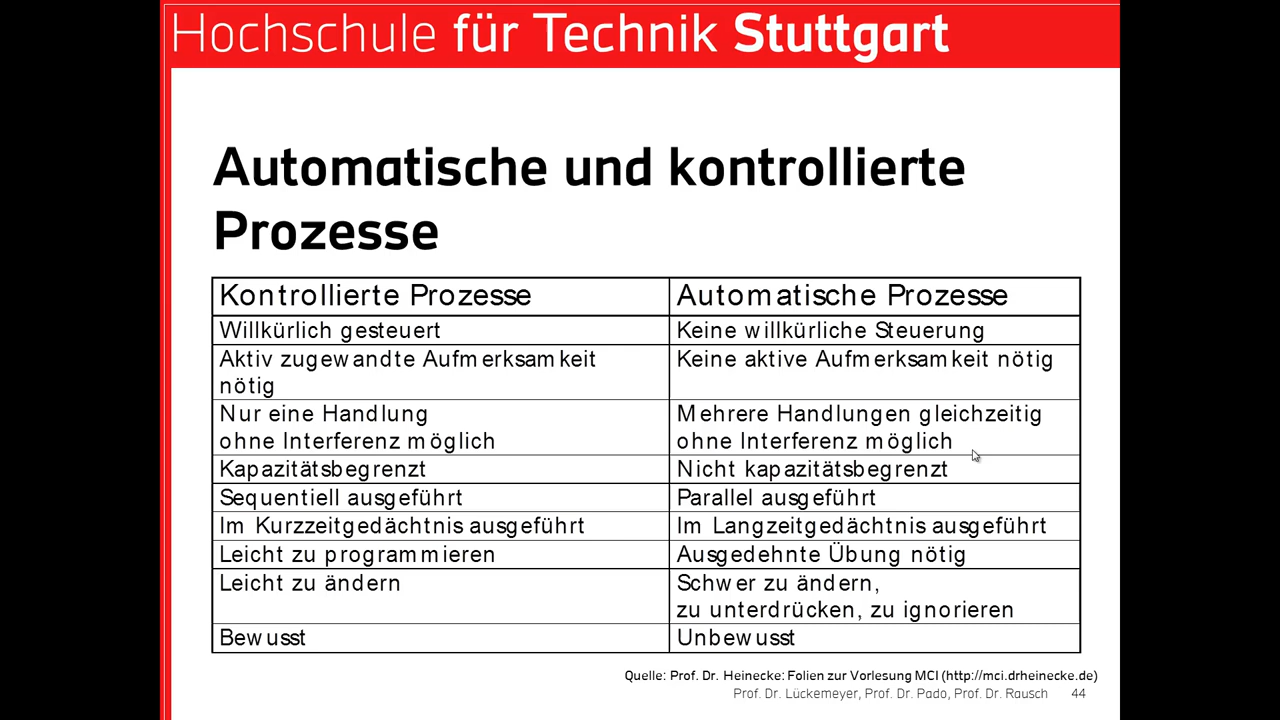 Hochschule für Technik Stuttgart
Automatische und kontrollierte
Prozesse
Kontrollierte Prozesse
Automatische Prozesse
Willkürlich gesteuert
Keine willkürliche Steuerung
Aktiv zugewandte Aufmerksamkeit
nötig
Keine aktive Aufmerksamkeit nötig
Nur eine Handlung
ohne Interferenz möglich
Mehrere Handlungen gleichzeitig
ohne Interferenz möglich
Kapazitätsbegrenzt
Nicht kapazitätsbegrenzt
Sequentiell ausgeführt
Parallel ausgeführt
Im Kurzzeitgedächtnis ausgeführt
Im Langzeitgedächtnis ausgeführt
Leicht zu programmieren
Ausgedehnte Übung nötig
Leicht zu ändern
Schwer zu ändern,
zu unterdrücken, zu ignorieren
Bewusst
Unbewusst
Quelle: Prof. Dr. Heinecke: Folien zur Vorlesung MCI (http://mci.drheinecke.de)
Prof. Dr. Lückemeyer, Prof. Dr. Pado, Prof. Dr. Rausch 44